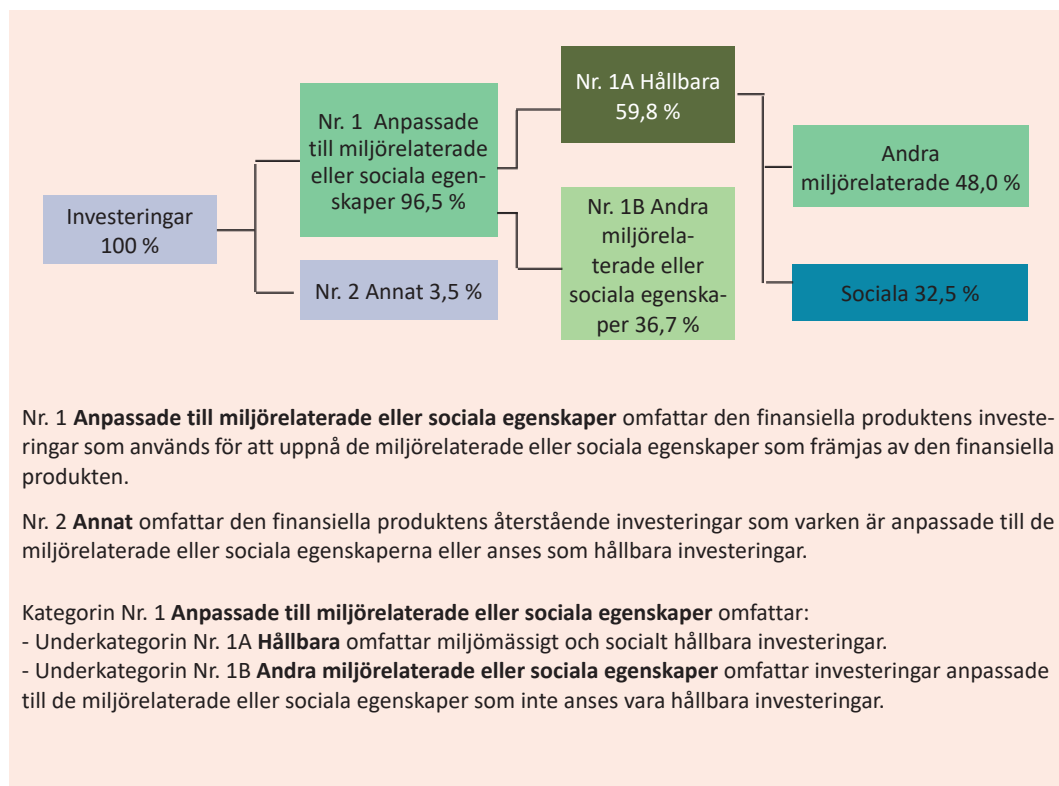 Investeringar
100 %
Nr. 1 Anpassade
till miljörelaterade
eller sociala egen-
skaper 96,5 %
Nr. 2 Annat 3,5 %
Nr. 1A Hållbara
59,8 %
Nr. 1B Andra
miljörela-
terade eller
sociala egenska-
per 36,7 %
Andra
miljörelaterade 48,0 %
Sociala 32,5 %
Nr. 1 Anpassade till miljörelaterade eller sociala egenskaper omfattar den finansiella produktens investe-
ringar som används för att uppnå de miljörelaterade eller sociala egenskaper som främjas av den finansiella
produkten.
Nr. 2 Annat omfattar den finansiella produktens återstående investeringar som varken är anpassade till de
miljörelaterade eller sociala egenskaperna eller anses som hållbara investeringar.
Kategorin Nr. 1 Anpassade till miljörelaterade eller sociala egenskaper omfattar:
- Underkategorin Nr. 1A Hållbara omfattar miljömässigt och socialt hållbara investeringar.
- Underkategorin Nr. 1B Andra miljörelaterade eller sociala egenskaper omfattar investeringar anpassade
till de miljörelaterade eller sociala egenskaper som inte anses vara hållbara investeringar.